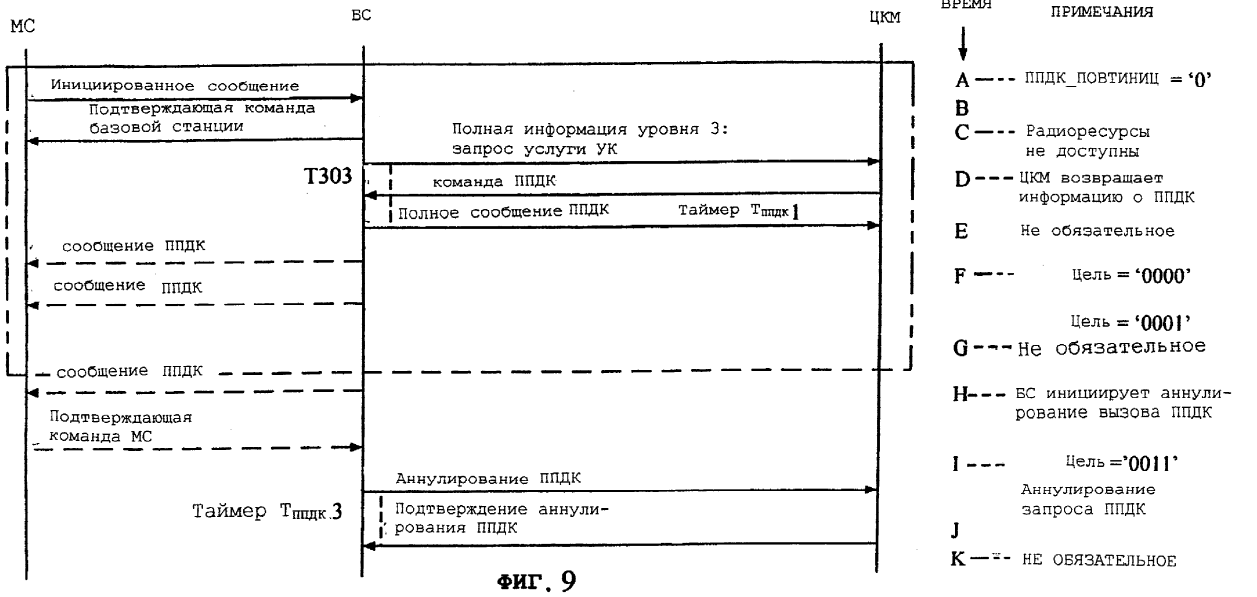 МС
БС
ЦКМ
ВРЕМЯ
ПРИМЕЧАНИЯ
Инициированное сообщение
Подтверждающая команда
базовой станции
Полная информация уровня 3:
запрос услуги УК
T303
команда ППДК
Полное сообщение ППДК
Таймер Tппдк1
сообщение ППДК
сообщение ППДК
сообщение ППДК
Подтверждающая
команда МС
Аннулирование ППДК
Таймер Tппдк.3
Подтверждение аннули-
рования ППДК
A ППДК_ПОВТИНИЦ = ‘0’
B
C Радиоресурсы
не доступны
D ЦКМ возвращает
информацию о ППДК
E Не обязательное
F Цель = ‘0000’
Цель = ‘0001’
G Не обязательное
H БС инициирует аннули-
рование вызова ППДК
I Цель =’0011’
Аннулирование
запроса ППДК
J
K НЕ ОБЯЗАТЕЛЬНОЕ
ФИГ. 9